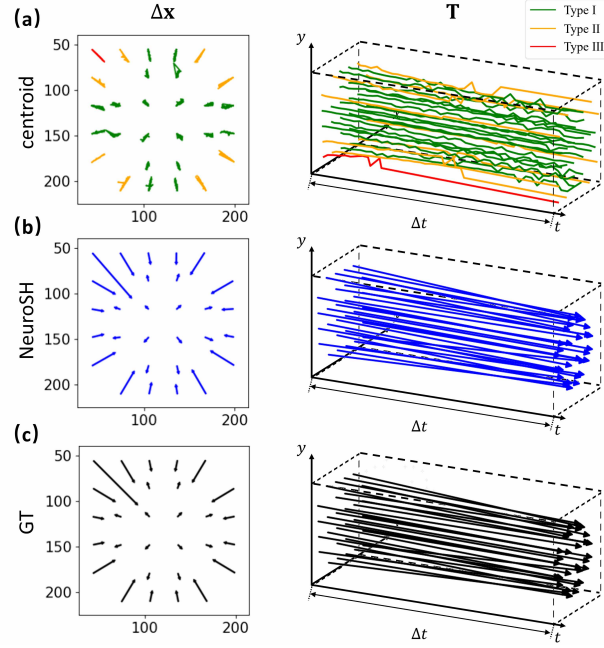 Δx
T
Type I
Type II
Type III
(a)
centroid
50
100
150
200
100
200
y
Δt
t
(b)
NeuroSH
50
100
150
200
100
200
y
Δt
t
(c)
GT
50
100
150
200
100
200
y
Δt
t